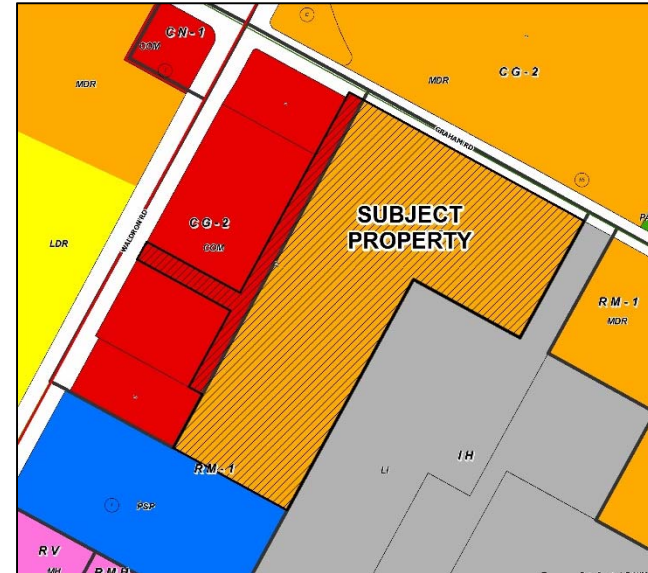 CN-1
COM
MDR
MDR
CG-2
GRAHAM RD
SUBJECT
PROPERTY
WALDRON RD
CG-2
COM
LDR
RM-1
MDR
RM-1
IH
LI
PSP
RV
MH
RMH